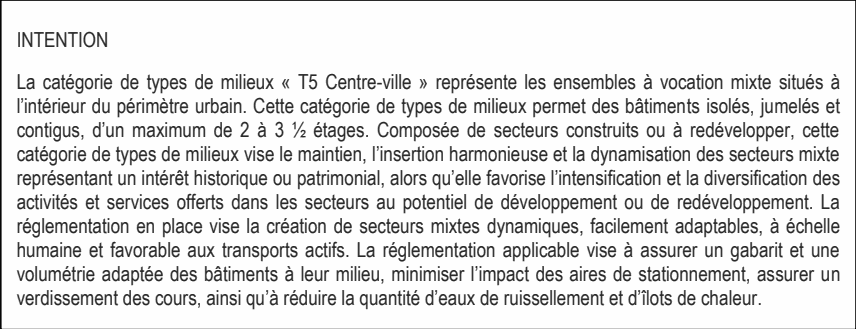 INTENTION
La catégorie de types de milieux « T5 Centre-ville » représente les ensembles à vocation mixte situés à
l’intérieur du périmètre urbain. Cette catégorie de types de milieux permet des bâtiments isolés, jumelés et
contigus, d’un maximum de 2 à 3 ½ étages. Composée de secteurs construits ou à redévelopper, cette
catégorie de types de milieux vise le maintien, l’insertion harmonieuse et la dynamisation des secteurs mixte
représentant un intérêt historique ou patrimonial, alors qu’elle favorise l’intensification et la diversification des
activités et services offerts dans les secteurs au potentiel de développement ou de redéveloppement. La
réglementation en place vise la création de secteurs mixtes dynamiques, facilement adaptables, à échelle
humaine et favorable aux transports actifs. La réglementation applicable vise à assurer un gabarit et une
volumétrie adaptée des bâtiments à leur milieu, minimiser l’impact des aires de stationnement, assurer un
verdissement des cours, ainsi qu’à réduire la quantité d’eaux de ruissellement et d’îlots de chaleur.